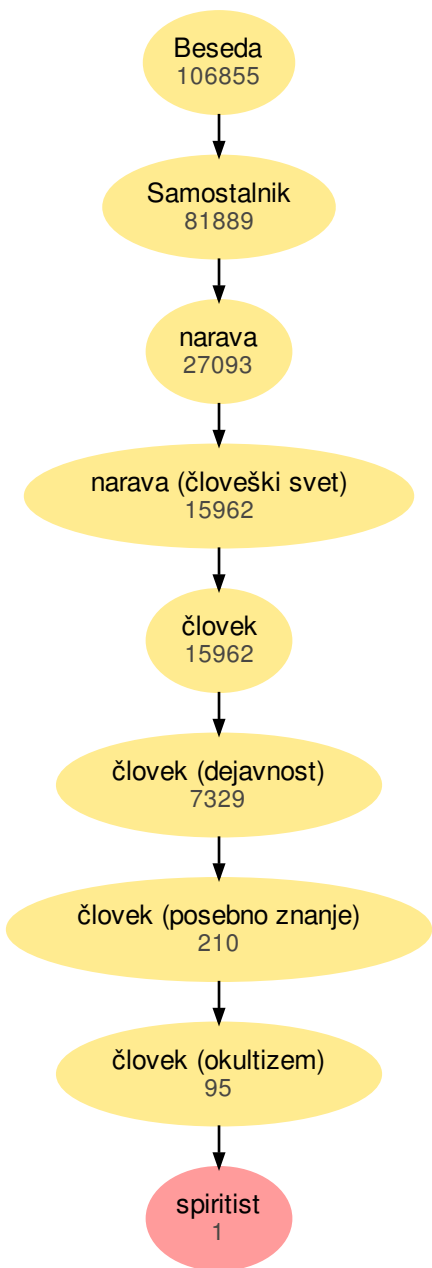 Beseda
106855
Samostalnik
81889
narava
27093
narava (človeški svet)
15962
človek
15962
človek (dejavnost)
7329
človek (posebno znanje)
210
človek (okultizem)
95
spiritist
1